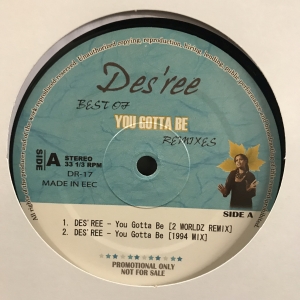 Des'ree
BEST OF
YOU GOTTA BE
REMIXES
SIDE A
STEREO
33 1/3 RPM
DR-17
MADE IN EEC
SIDE A
1. DES'REE - You Gotta Be [2 WORLDZ REMIX]
2. DES'REE - You Gotta Be [1994 MIX]
PROMOTIONAL ONLY
NOT FOR SALE